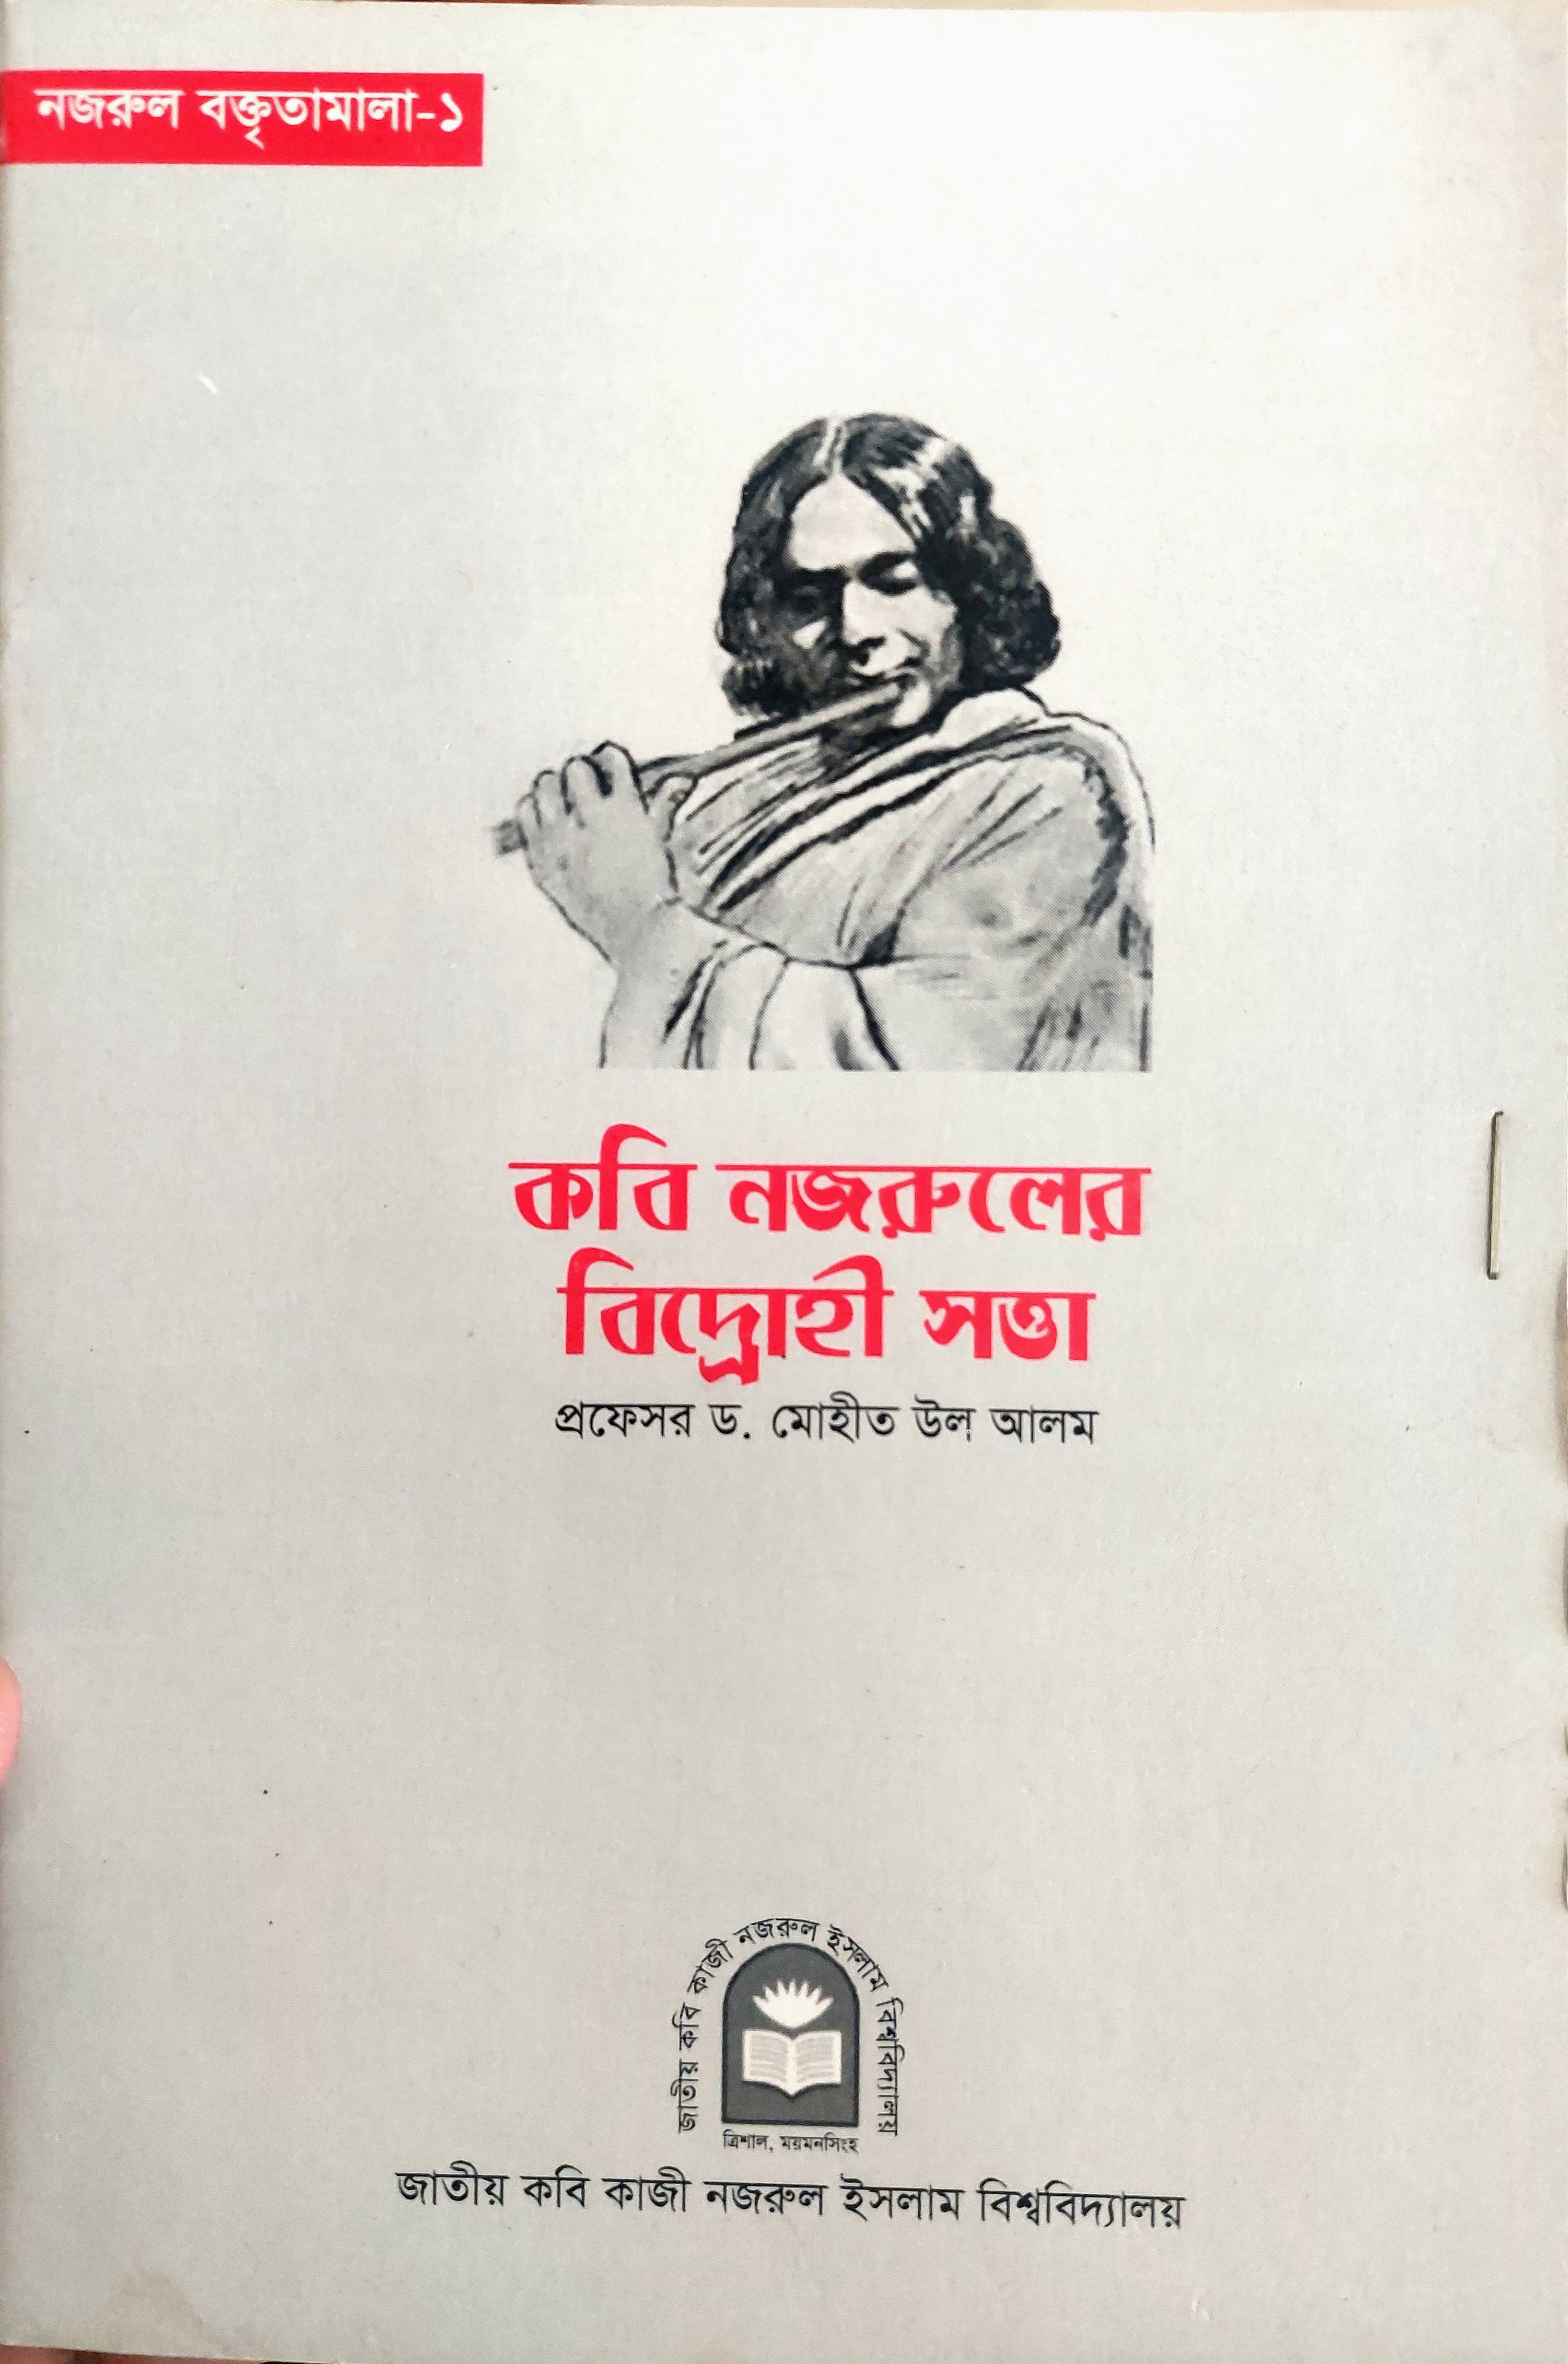 নজরুল বক্তৃতামালা-১
কবি নজরুলের
বিদ্রোহী সত্তা
প্রফেসর ড. মোহীত উল আলম
জাতীয় কবি কাজী নজরুল ইসলাম বিশ্ববিদ্যালয়
ত্রিশাল, ময়মনসিংহ
জাতীয় কবি কাজী নজরুল ইসলাম বিশ্ববিদ্যালয়